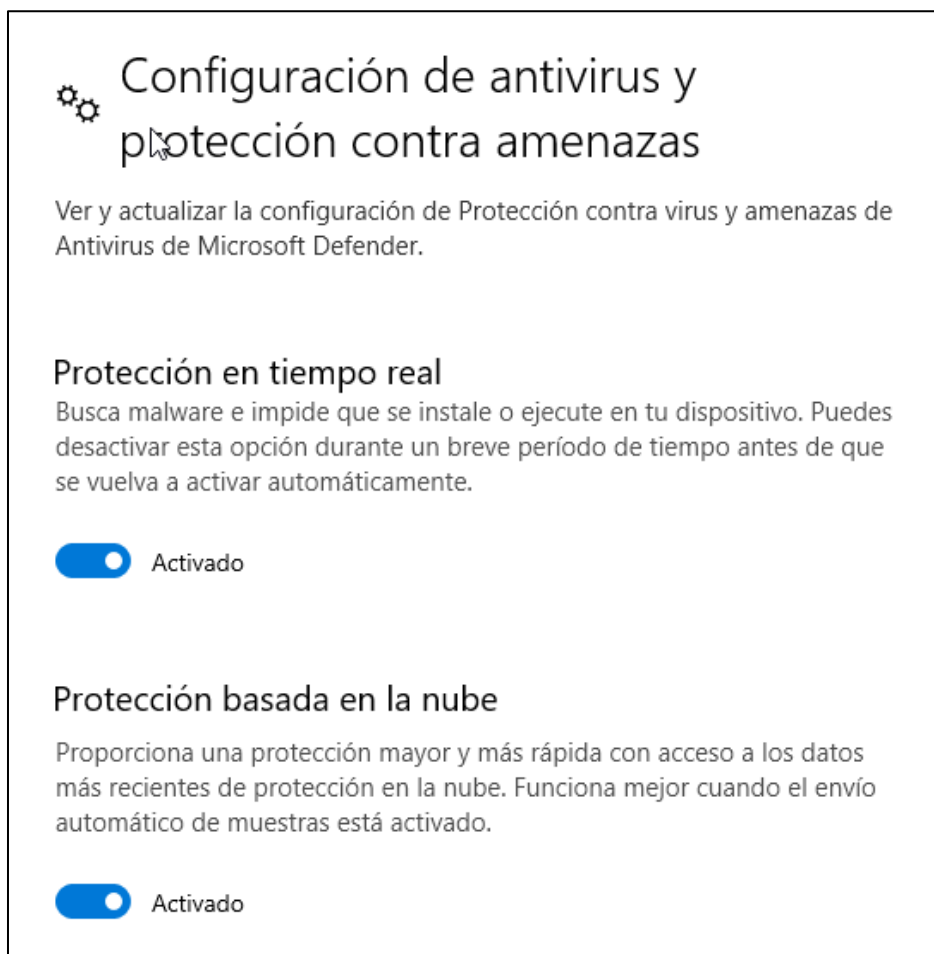 Configuración de antivirus y
protección contra amenazas
Ver y actualizar la configuración de Protección contra virus y amenazas de
Antivirus de Microsoft Defender.
Protección en tiempo real
Busca malware e impide que se instale o ejecute en tu dispositivo. Puedes
desactivar esta opción durante un breve período de tiempo antes de que
se vuelva a activar automáticamente.
Activado
Protección basada en la nube
Proporciona una protección mayor y más rápida con acceso a los datos
más recientes de protección en la nube. Funciona mejor cuando el envío
automático de muestras está activado.
Activado